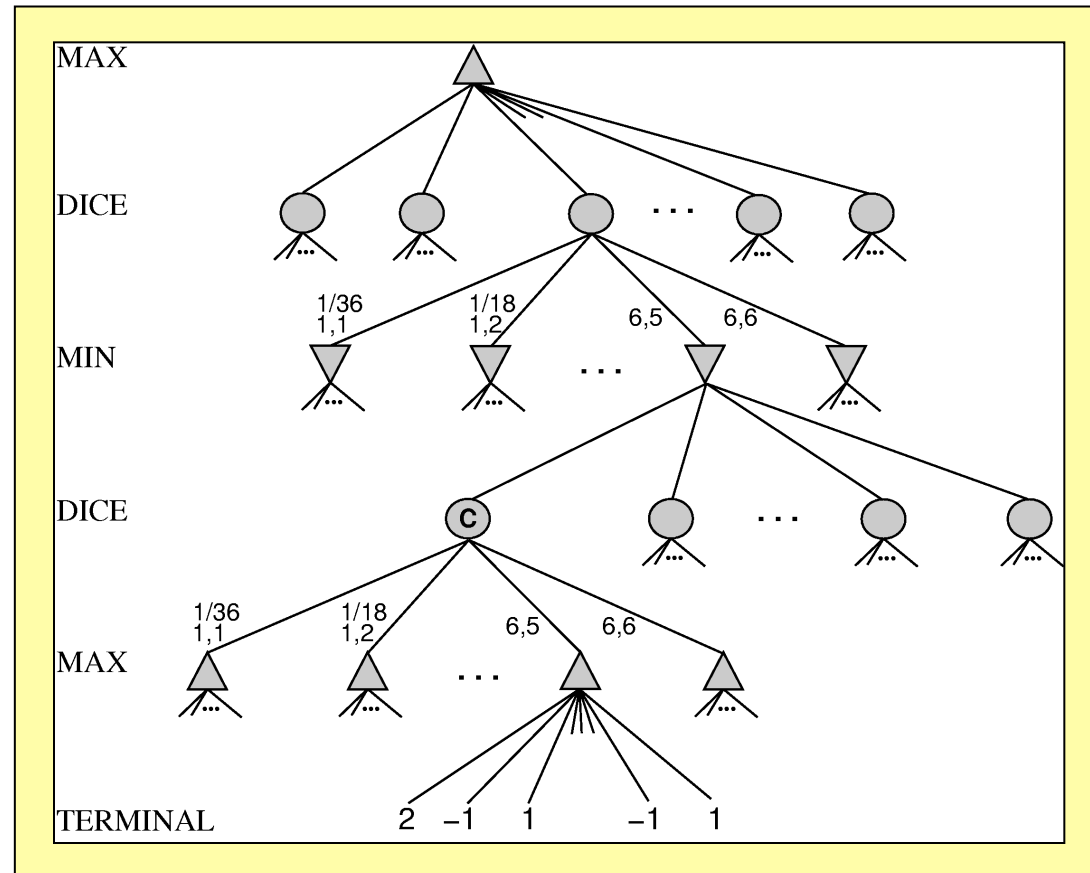 MAX
DICE
1/36 1/18
1,1 1,2 6,5 6,6
MIN
DICE
C
1/36 1/18
1,1 1,2 6,5 6,6
MAX
TERMINAL 2 −1 1 −1 1